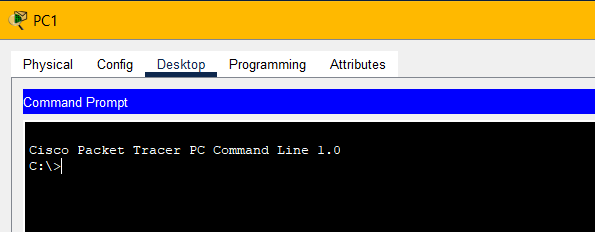 PC1
Physical Config Desktop Programming Attributes
Command Prompt
Cisco Packet Tracer PC Command Line 1.0
C:\>